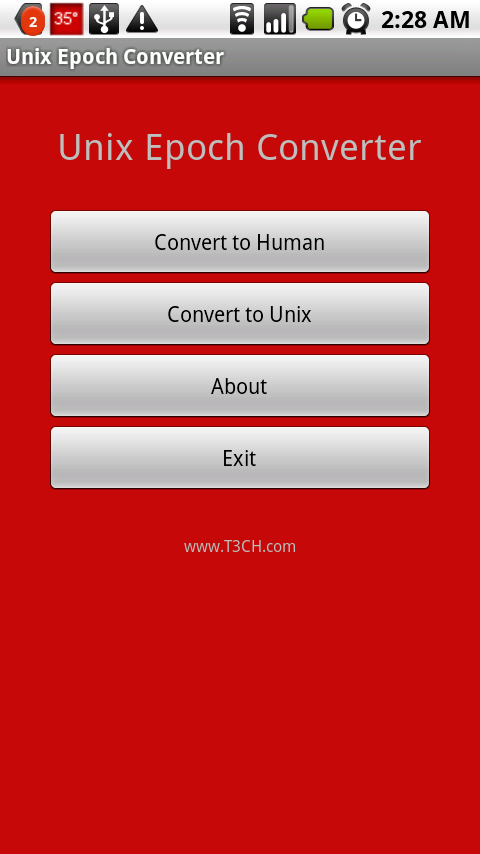 2 35° 2:28 AM
Unix Epoch Converter
Unix Epoch Converter
Convert to Human
Convert to Unix
About
Exit
www.T3CH.com